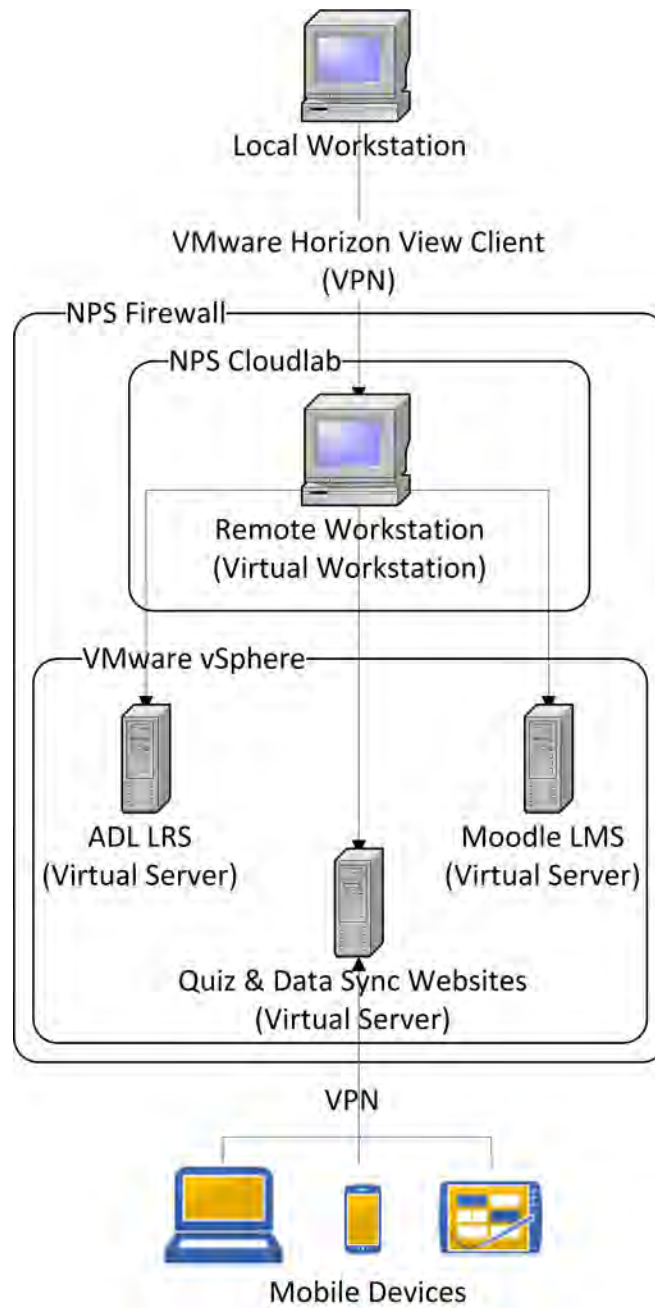 Local Workstation
VMware Horizon View Client
(VPN)
NPS Firewall
NPS Cloudlab
Remote Workstation
(Virtual Workstation)
VMware vSphere
ADL LRS
(Virtual Server)
Moodle LMS
(Virtual Server)
Quiz & Data Sync Websites
(Virtual Server)
VPN
Mobile Devices